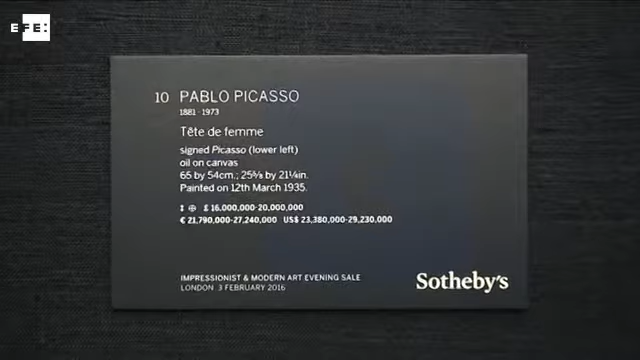 EFE:
10 PABLO PICASSO
1881 - 1973
Tête de femme
signed Picasso (lower left)
oil on canvas
65 by 54cm.; 25⅝ by 21¼in.
Painted on 12th March 1935.
‡ ⊕ £ 16,000,000-20,000,000
€ 21,790,000-27,240,000 US$ 23,380,000-29,230,000
IMPRESSIONIST & MODERN ART EVENING SALE
LONDON 3 FEBRUARY 2016
Sotheby's